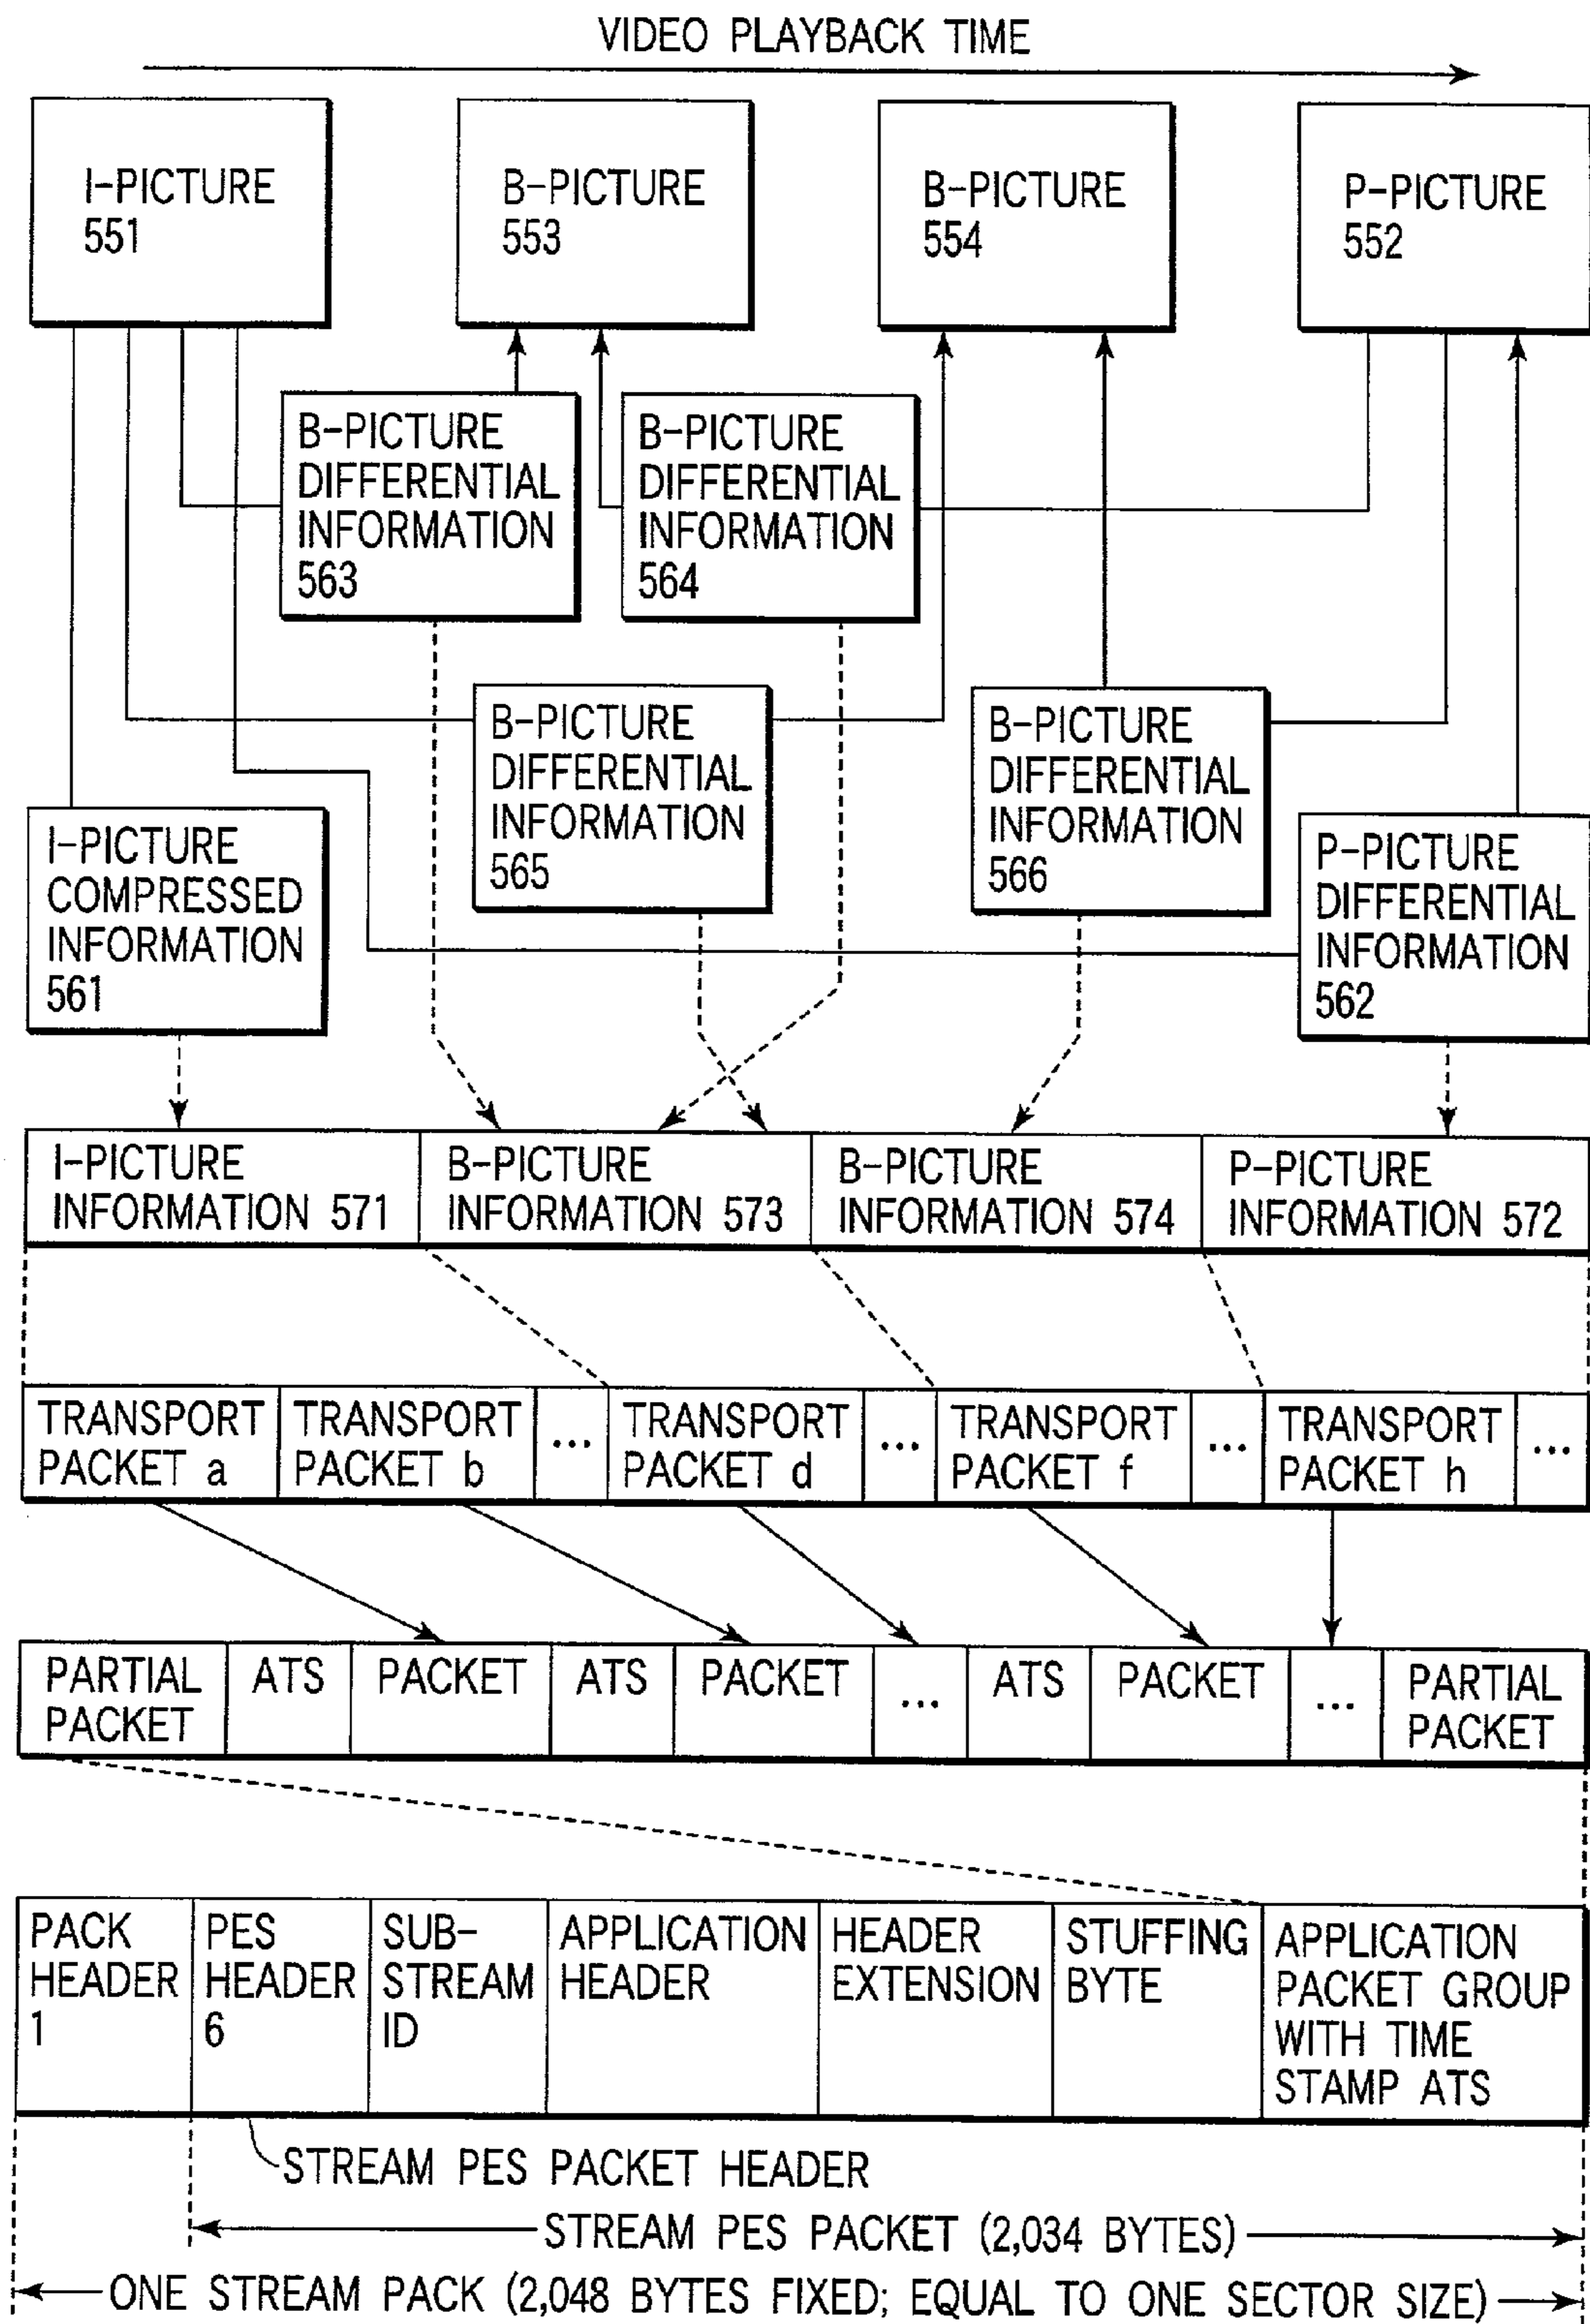 VIDEO PLAYBACK TIME
I-PICTURE
551
B-PICTURE
553
B-PICTURE
554
P-PICTURE
552
B-PICTURE
DIFFERENTIAL
INFORMATION
563
B-PICTURE
DIFFERENTIAL
INFORMATION
564
B-PICTURE
DIFFERENTIAL
INFORMATION
565
B-PICTURE
DIFFERENTIAL
INFORMATION
566
I-PICTURE
COMPRESSED
INFORMATION
561
P-PICTURE
DIFFERENTIAL
INFORMATION
562
I-PICTURE
INFORMATION 571
B-PICTURE
INFORMATION 573
B-PICTURE
INFORMATION 574
P-PICTURE
INFORMATION 572
TRANSPORT
PACKET a
TRANSPORT
PACKET b
...
TRANSPORT
PACKET d
...
TRANSPORT
PACKET f
...
TRANSPORT
PACKET h
...
PARTIAL
PACKET
ATS
PACKET
ATS
PACKET
...
ATS
PACKET
...
PARTIAL
PACKET
PACK
HEADER
1
PES
HEADER
6
SUB-
STREAM
ID
APPLICATION
HEADER
HEADER
EXTENSION
STUFFING
BYTE
APPLICATION
PACKET GROUP
WITH TIME
STAMP ATS
STREAM PES PACKET HEADER
STREAM PES PACKET (2,034 BYTES)
ONE STREAM PACK (2,048 BYTES FIXED; EQUAL TO ONE SECTOR SIZE)